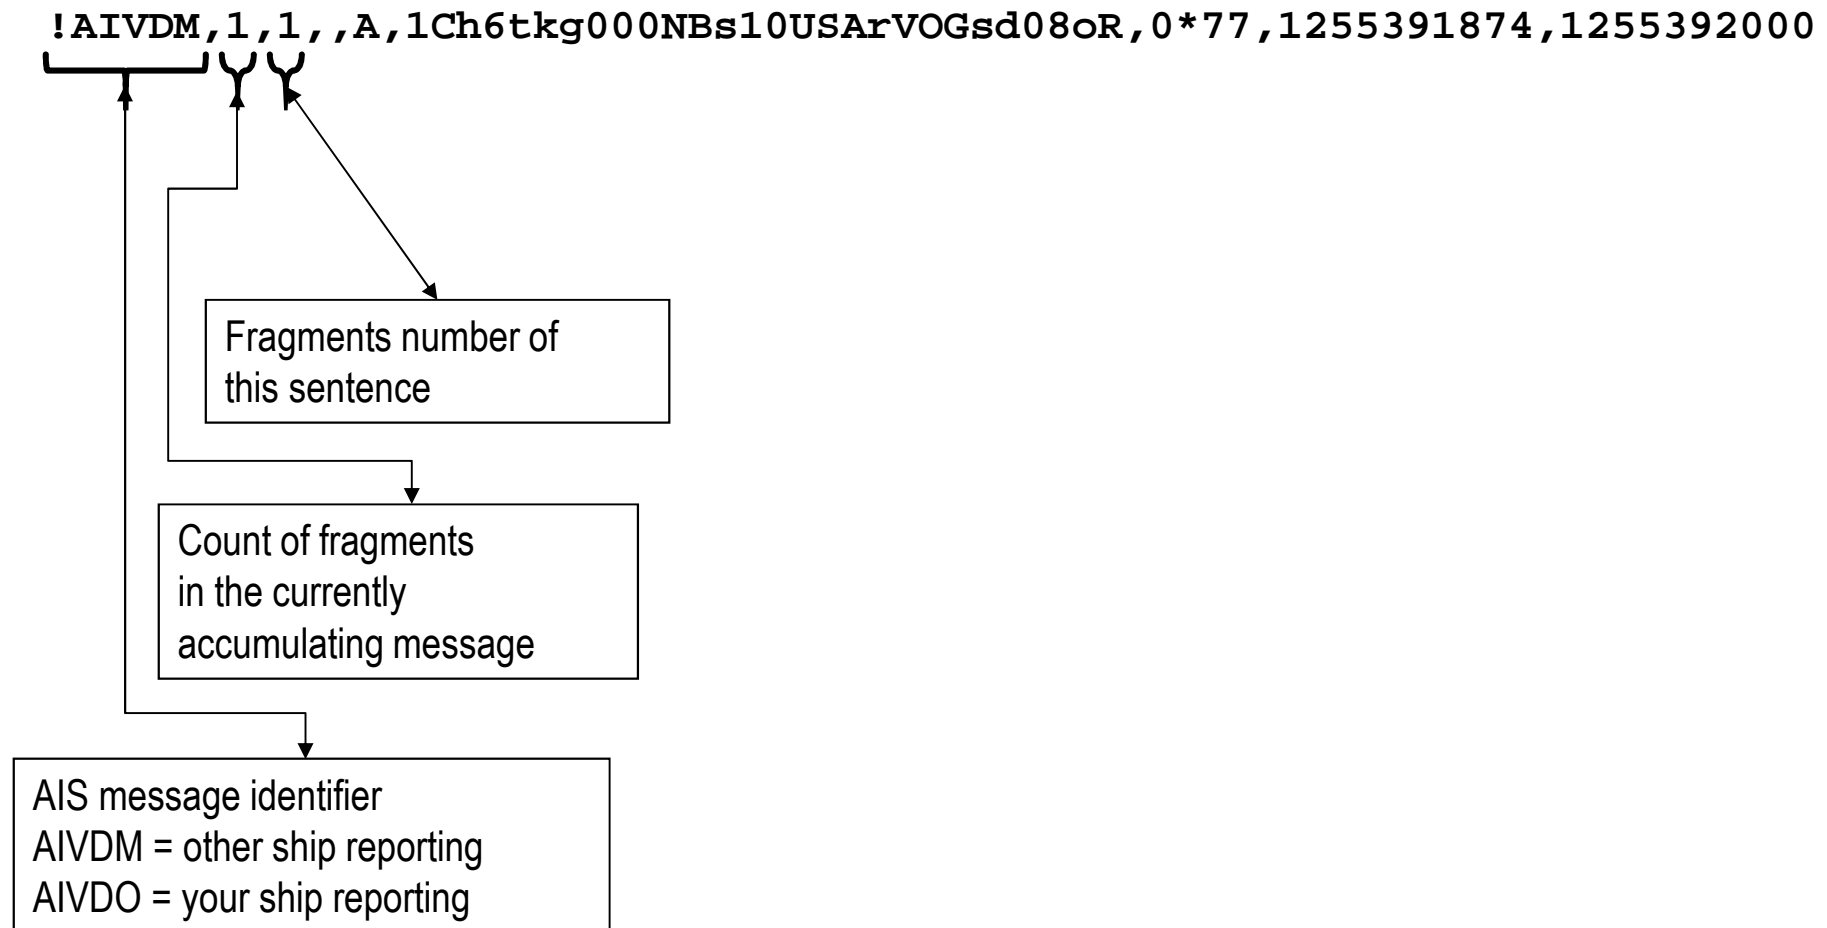 !AIVDM,1,1,,A,1Ch6tkg000NBs10USArVOGsd08oR,0*77,1255391874,1255392000
Fragments number of
this sentence
Count of fragments
in the currently
accumulating message
AIS message identifier
AIVDM = other ship reporting
AIVDO = your ship reporting